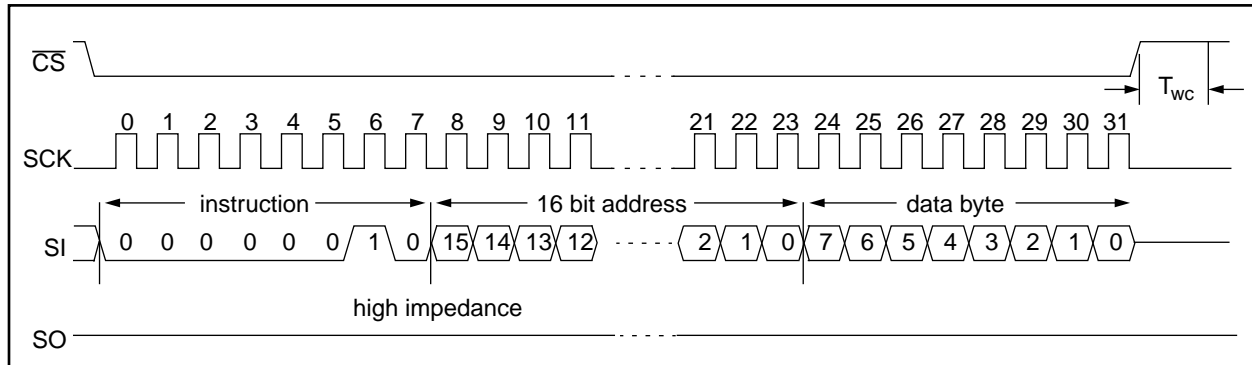 CS
Twc
0 1 2 3 4 5 6 7 8 9 10 11 21 22 23 24 25 26 27 28 29 30 31
SCK
instruction 16 bit address data byte
SI 0 0 0 0 0 0 1 0 15 14 13 12 2 1 0 7 6 5 4 3 2 1 0
high impedance
SO